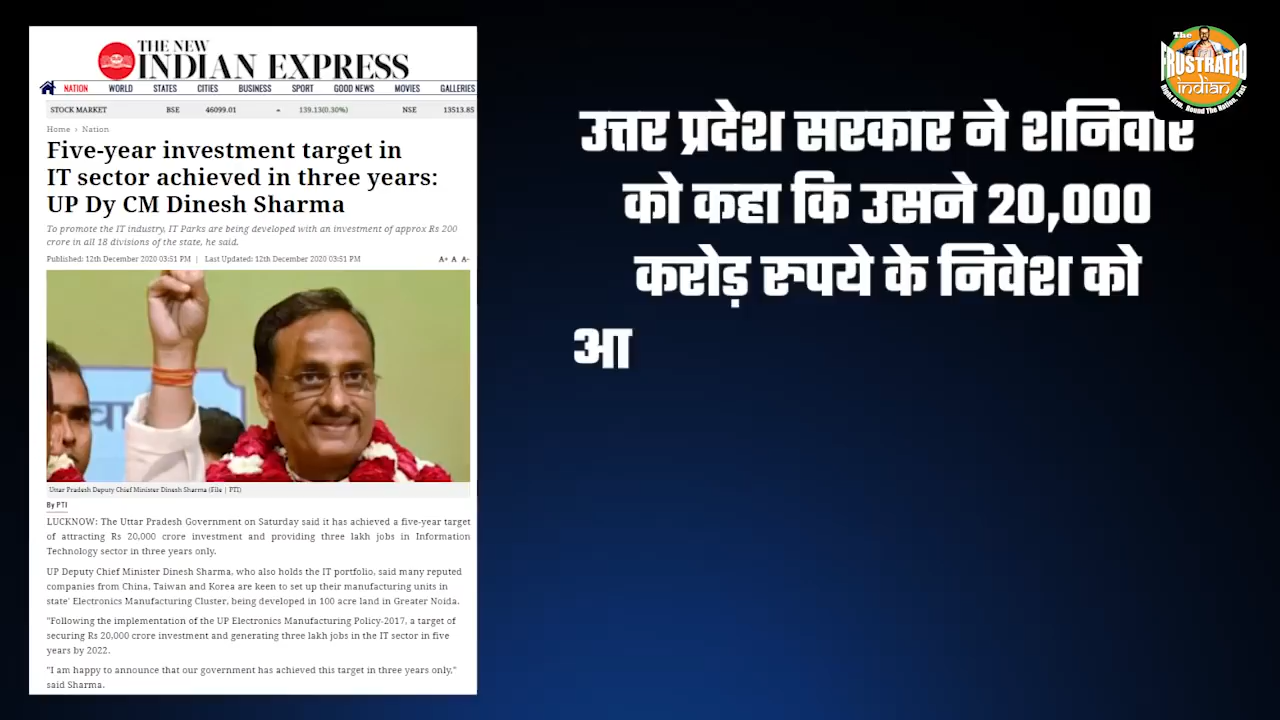 THE NEW
INDIAN EXPRESS
NATION WORLD STATES CITIES BUSINESS SPORT GOOD NEWS MOVIES GALLERIES
STOCK MARKET BSE 46099.01 139.13(0.30%) NSE 13513.85
Home › Nation
Five-year investment target in
IT sector achieved in three years:
UP Dy CM Dinesh Sharma
To promote the IT industry, IT Parks are being developed with an investment of approx Rs 200
crore in all 18 divisions of the state, he said.
Published: 12th December 2020 03:51 PM | Last Updated: 12th December 2020 03:51 PM A+ A A-
Uttar Pradesh Deputy Chief Minister Dinesh Sharma (File | PTI)
By PTI
LUCKNOW: The Uttar Pradesh Government on Saturday said it has achieved a five-year target
of attracting Rs 20,000 crore investment and providing three lakh jobs in Information
Technology sector in three years only.
UP Deputy Chief Minister Dinesh Sharma, who also holds the IT portfolio, said many reputed
companies from China, Taiwan and Korea are keen to set up their manufacturing units in
state' Electronics Manufacturing Cluster, being developed in 100 acre land in Greater Noida.
"Following the implementation of the UP Electronics Manufacturing Policy-2017, a target of
securing Rs 20,000 crore investment and generating three lakh jobs in the IT sector in five
years by 2022.
"I am happy to announce that our government has achieved this target in three years only,"
said Sharma.
The
FRUSTRATED
indian
Right Arm. Round The Nation. Fast
उत्तर प्रदेश सरकार ने शनिवार
को कहा कि उसने 20,000
करोड़ रुपये के निवेश को
आ